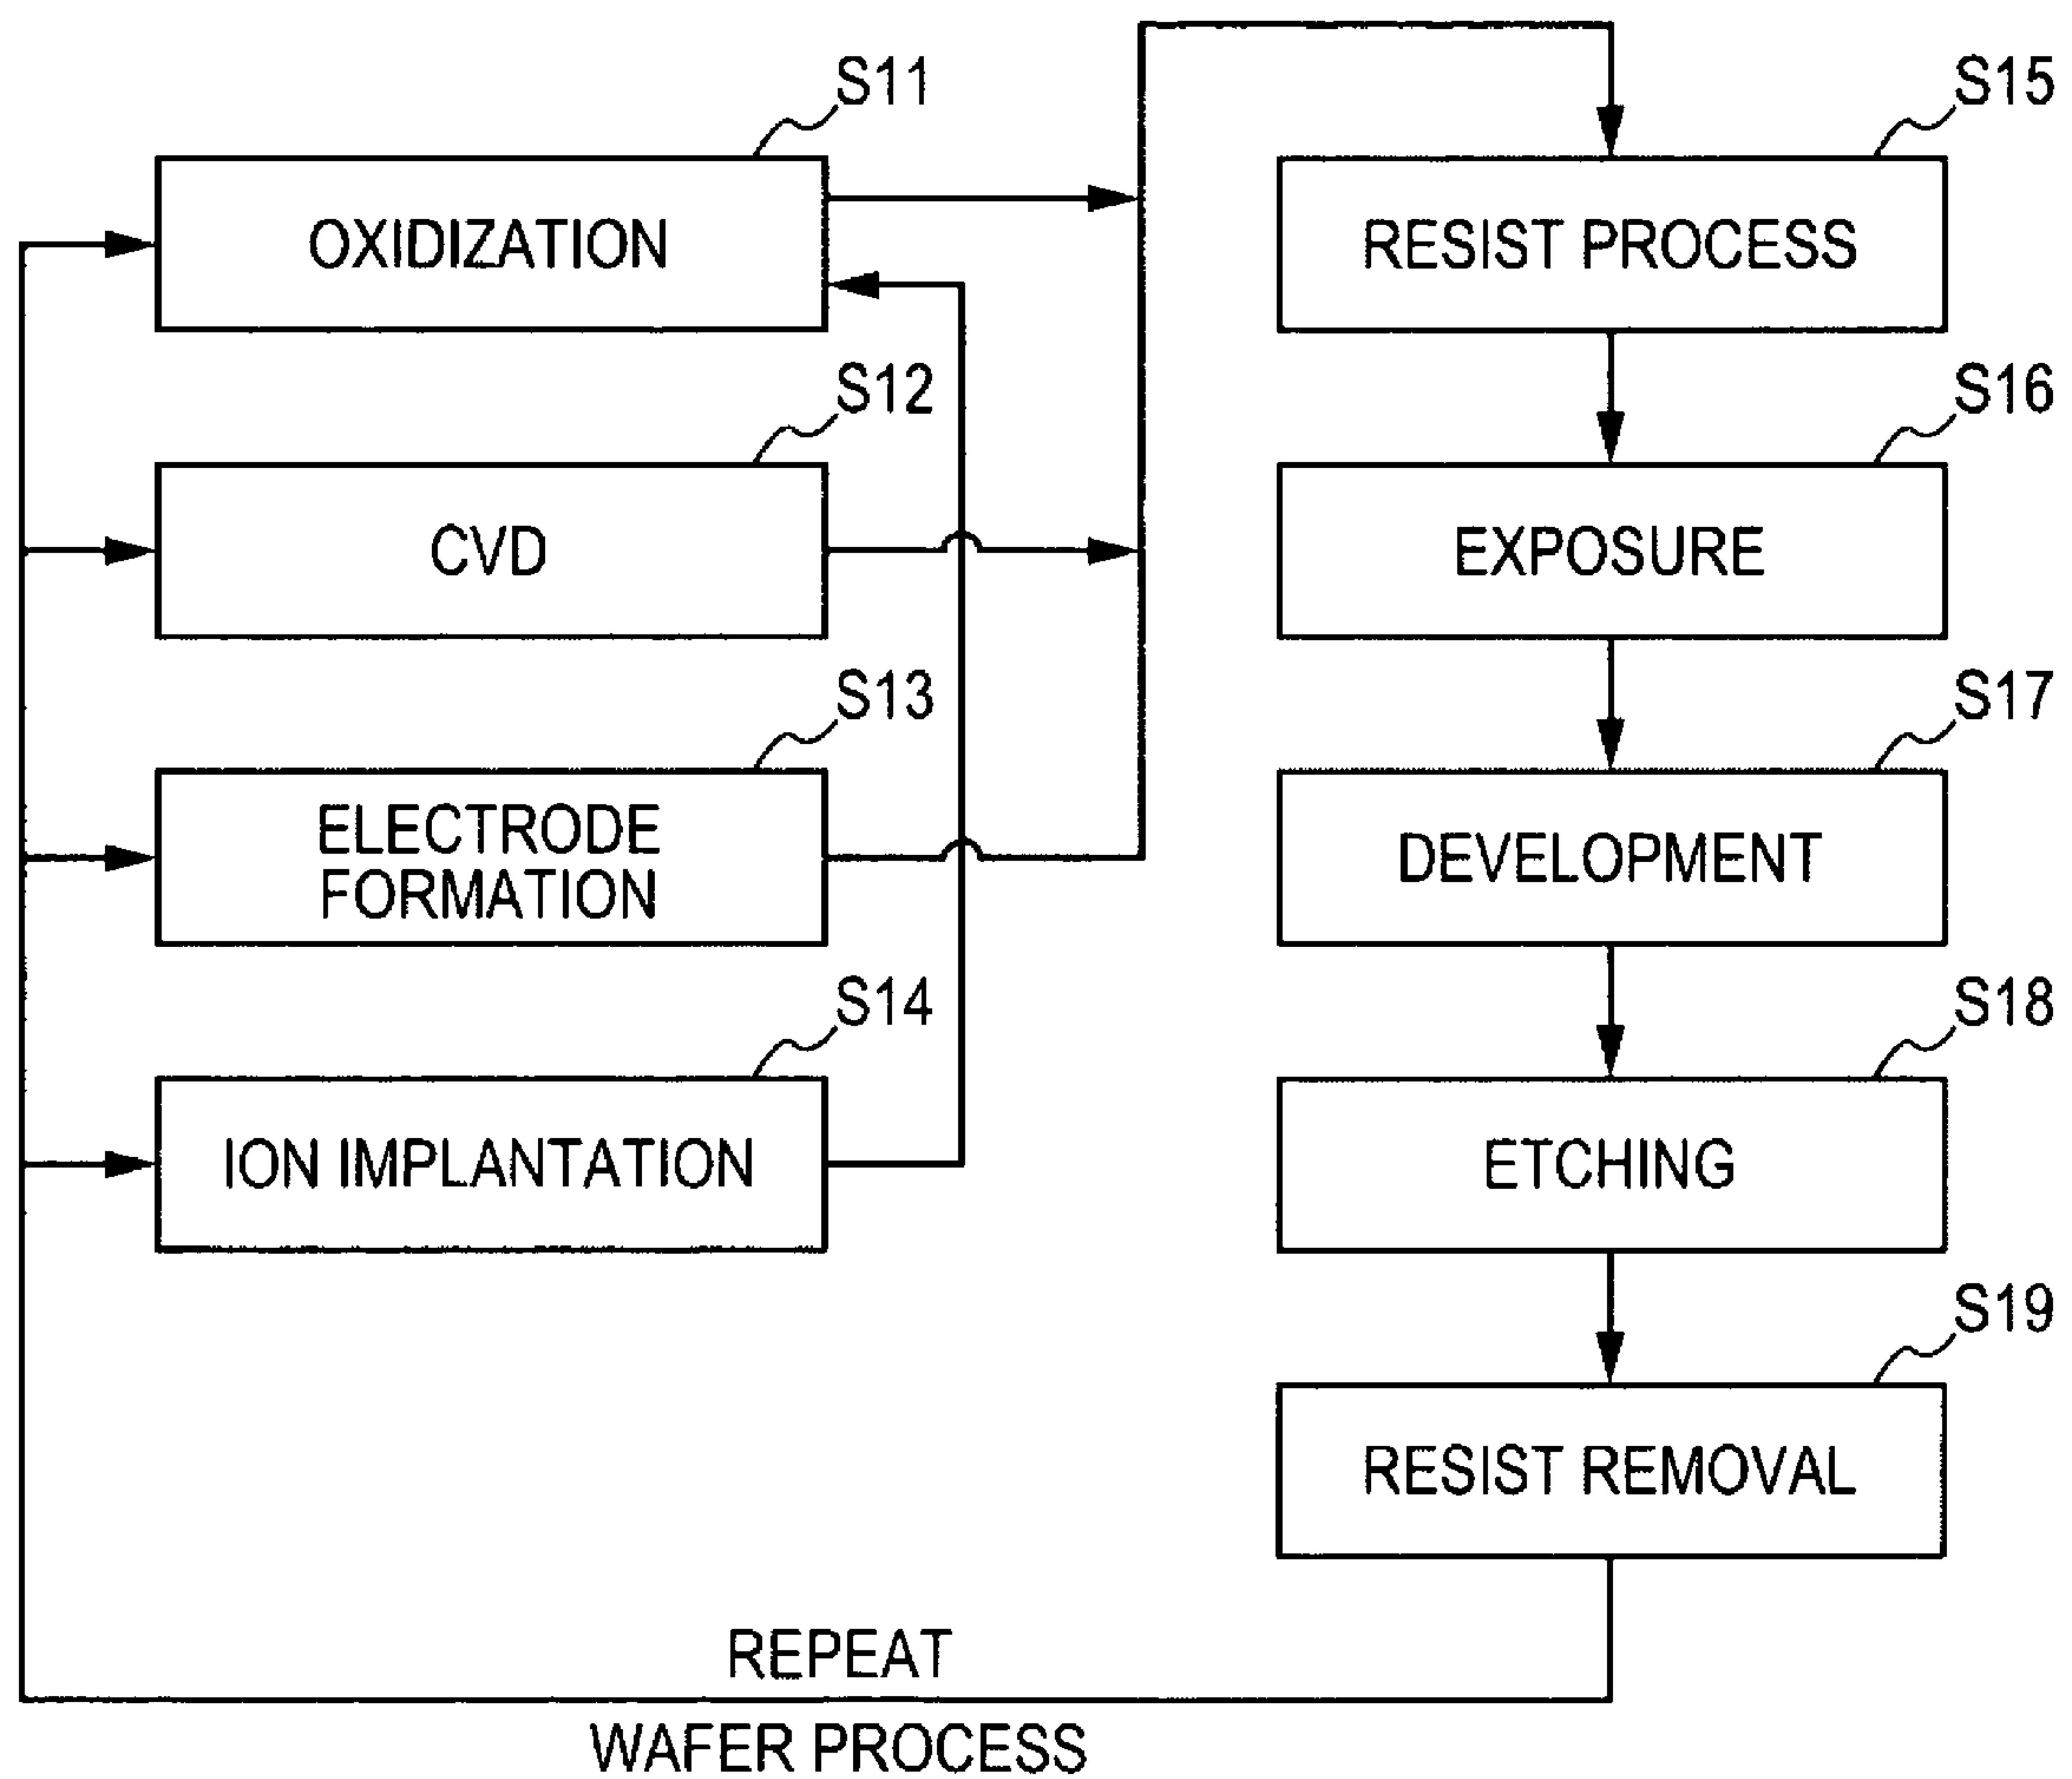 S11
OXIDIZATION
S12
CVD
S13
ELECTRODE
FORMATION
S14
ION IMPLANTATION
S15
RESIST PROCESS
S16
EXPOSURE
S17
DEVELOPMENT
S18
ETCHING
S19
RESIST REMOVAL
REPEAT
WAFER PROCESS